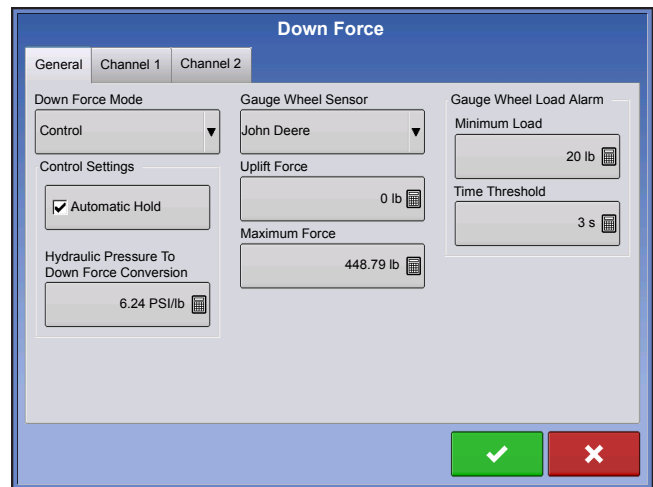 Down Force
General Channel 1 Channel 2
Down Force Mode
Control
Control Settings
Automatic Hold
Hydraulic Pressure To
Down Force Conversion
6.24 PSI/lb
Gauge Wheel Sensor
John Deere
Uplift Force
0 lb
Maximum Force
448.79 lb
Gauge Wheel Load Alarm
Minimum Load
20 lb
Time Threshold
3 s